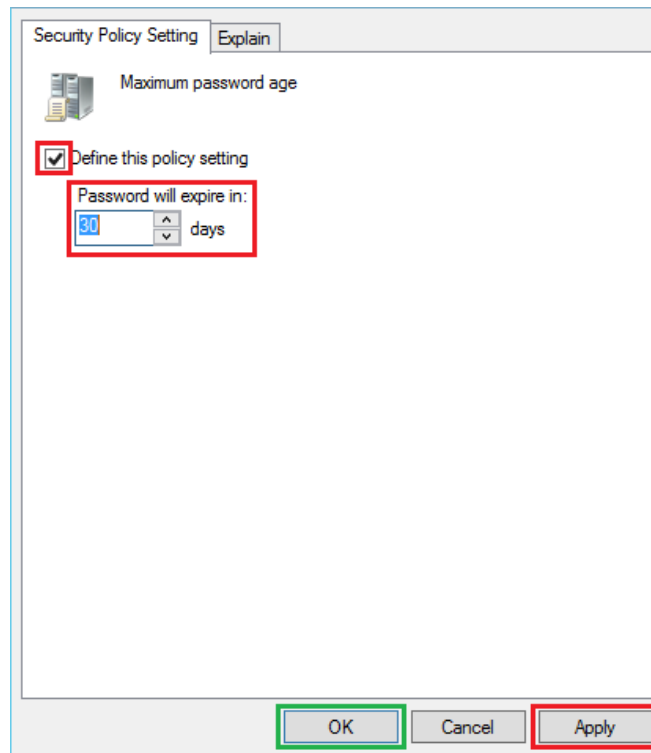 Security Policy Setting Explain
Maximum password age
Define this policy setting
Password will expire in:
30 days
OK Cancel Apply